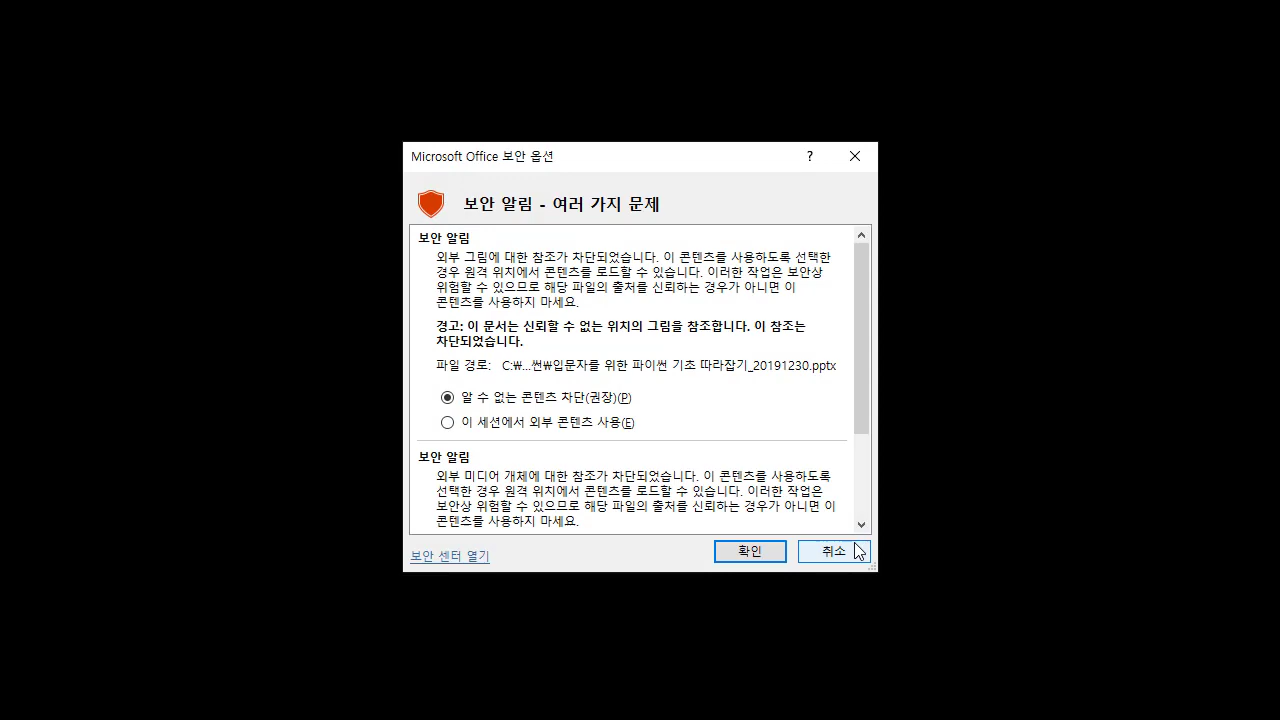 Microsoft Office 보안 옵션
?
보안 알림 - 여러 가지 문제
보안 알림
외부 그림에 대한 참조가 차단되었습니다. 이 콘텐츠를 사용하도록 선택한
경우 원격 위치에서 콘텐츠를 로드할 수 있습니다. 이러한 작업은 보안상
위험할 수 있으므로 해당 파일의 출처를 신뢰하는 경우가 아니면 이
콘텐츠를 사용하지 마세요.
경고: 이 문서는 신뢰할 수 없는 위치의 그림을 참조합니다. 이 참조는
차단되었습니다.
파일 경로: C:₩...썬₩입문자를 위한 파이썬 기초 따라잡기_20191230.pptx
알 수 없는 콘텐츠 차단(권장)(P)
이 세션에서 외부 콘텐츠 사용(E)
보안 알림
외부 미디어 개체에 대한 참조가 차단되었습니다. 이 콘텐츠를 사용하도록
선택한 경우 원격 위치에서 콘텐츠를 로드할 수 있습니다. 이러한 작업은
보안상 위험할 수 있으므로 해당 파일의 출처를 신뢰하는 경우가 아니면 이
콘텐츠를 사용하지 마세요.
보안 센터 열기
확인
취소